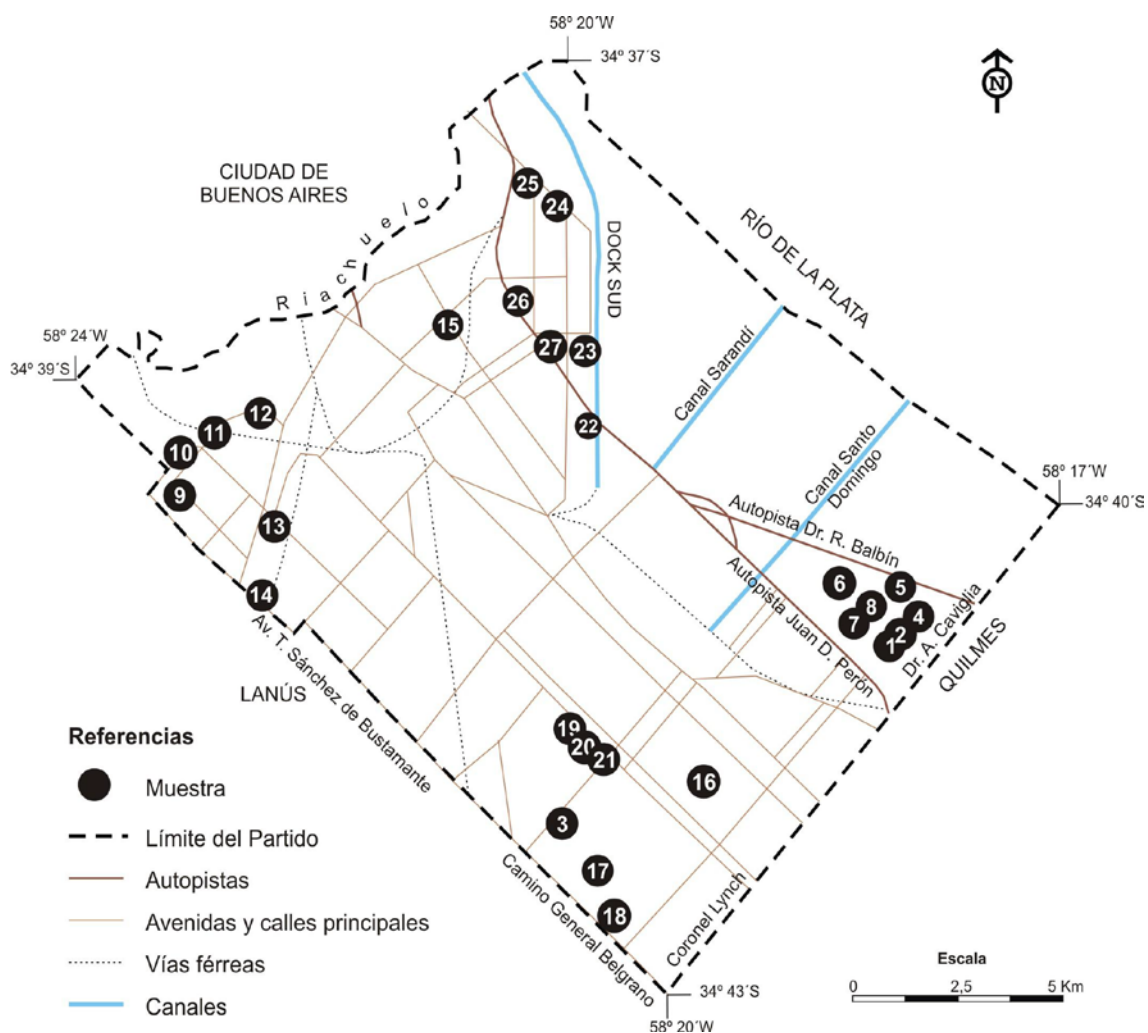 58º 20´W
34º 37´S
N
CIUDAD DE
BUENOS AIRES
Riachuelo
RÍO DE LA PLATA
DOCK SUD
25
24
26
15
27
23
22
58º 24´W
34º 39´S
Canal Sarandí
Canal Santo
Domingo
58º 17´W
34º 40´S
12
11
10
9
13
14
Autopista Dr. R. Balbín
Autopista Juan D. Perón
6
5
8
7
4
2
1
Dr. A. Caviglia
QUILMES
Av. T. Sánchez de Bustamante
LANÚS
19
20
21
16
3
17
18
Camino General Belgrano
Coronel Lynch
34º 43´S
58º 20´W
Referencias
Muestra
Límite del Partido
Autopistas
Avenidas y calles principales
Vías férreas
Canales
Escala
0 2,5 5 Km